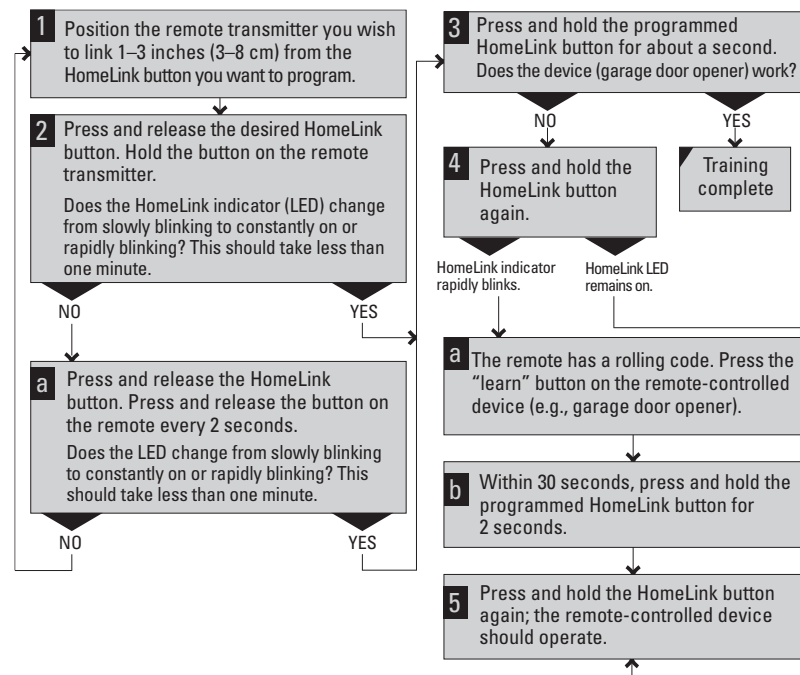 1
Position the remote transmitter you wish
to link 1–3 inches (3–8 cm) from the
HomeLink button you want to program.
2
Press and release the desired HomeLink
button. Hold the button on the remote
transmitter.
Does the HomeLink indicator (LED) change
from slowly blinking to constantly on or
rapidly blinking? This should take less than
one minute.
NO
YES
a
Press and release the HomeLink
button. Press and release the button on
the remote every 2 seconds.
Does the LED change from slowly blinking
to constantly on or rapidly blinking? This
should take less than one minute.
NO
YES
3
Press and hold the programmed
HomeLink button for about a second.
Does the device (garage door opener) work?
NO
YES
4
Press and hold the
HomeLink button
again.
Training
complete
HomeLink indicator
rapidly blinks.
HomeLink LED
remains on.
a
The remote has a rolling code. Press the
“learn” button on the remote-controlled
device (e.g., garage door opener).
b
Within 30 seconds, press and hold the
programmed HomeLink button for
2 seconds.
5
Press and hold the HomeLink button
again; the remote-controlled device
should operate.